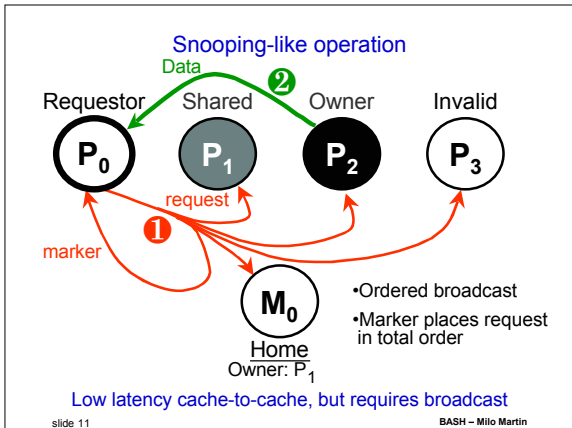 Snooping-like operation
Data
❷
Requestor Shared Owner Invalid
P0 P1 P2 P3
request
❶
marker
M0
•Ordered broadcast
•Marker places request
in total order
Home
Owner: P1
Low latency cache-to-cache, but requires broadcast
slide 11 BASH – Milo Martin